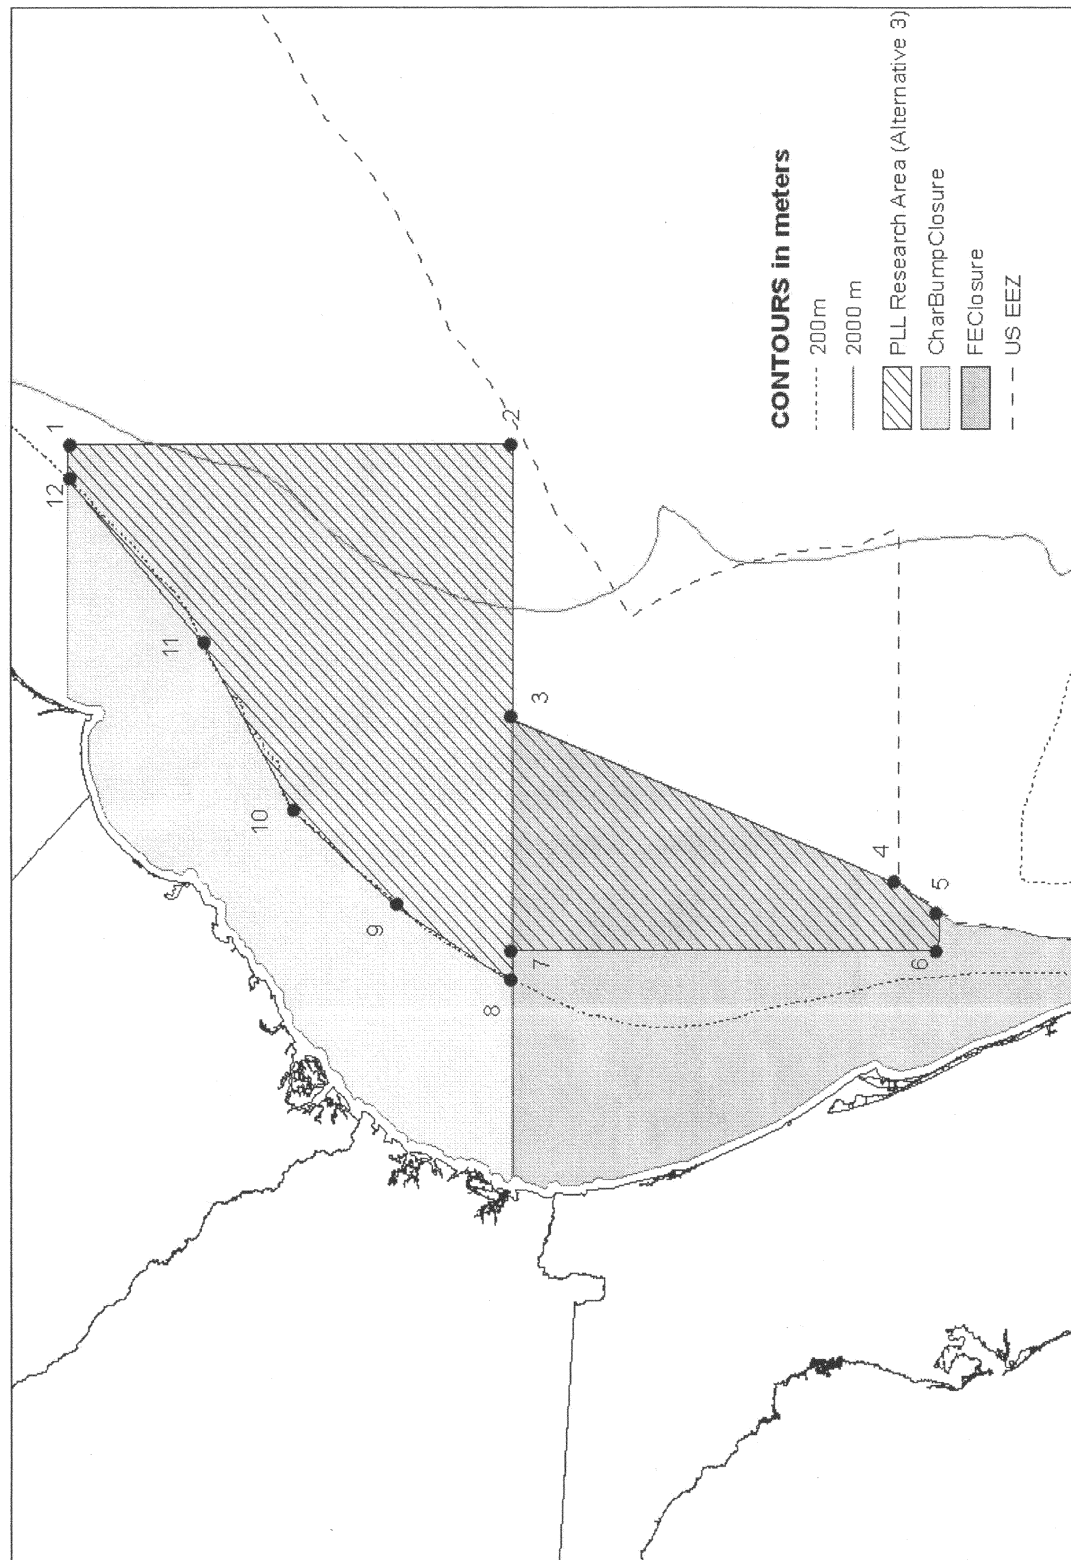 12
1
11
10
9
8
7
2
3
4
5
6
CONTOURS in meters
200m
2000 m
PLL Research Area (Alternative 3)
CharBumpClosure
FEClosure
US EEZ